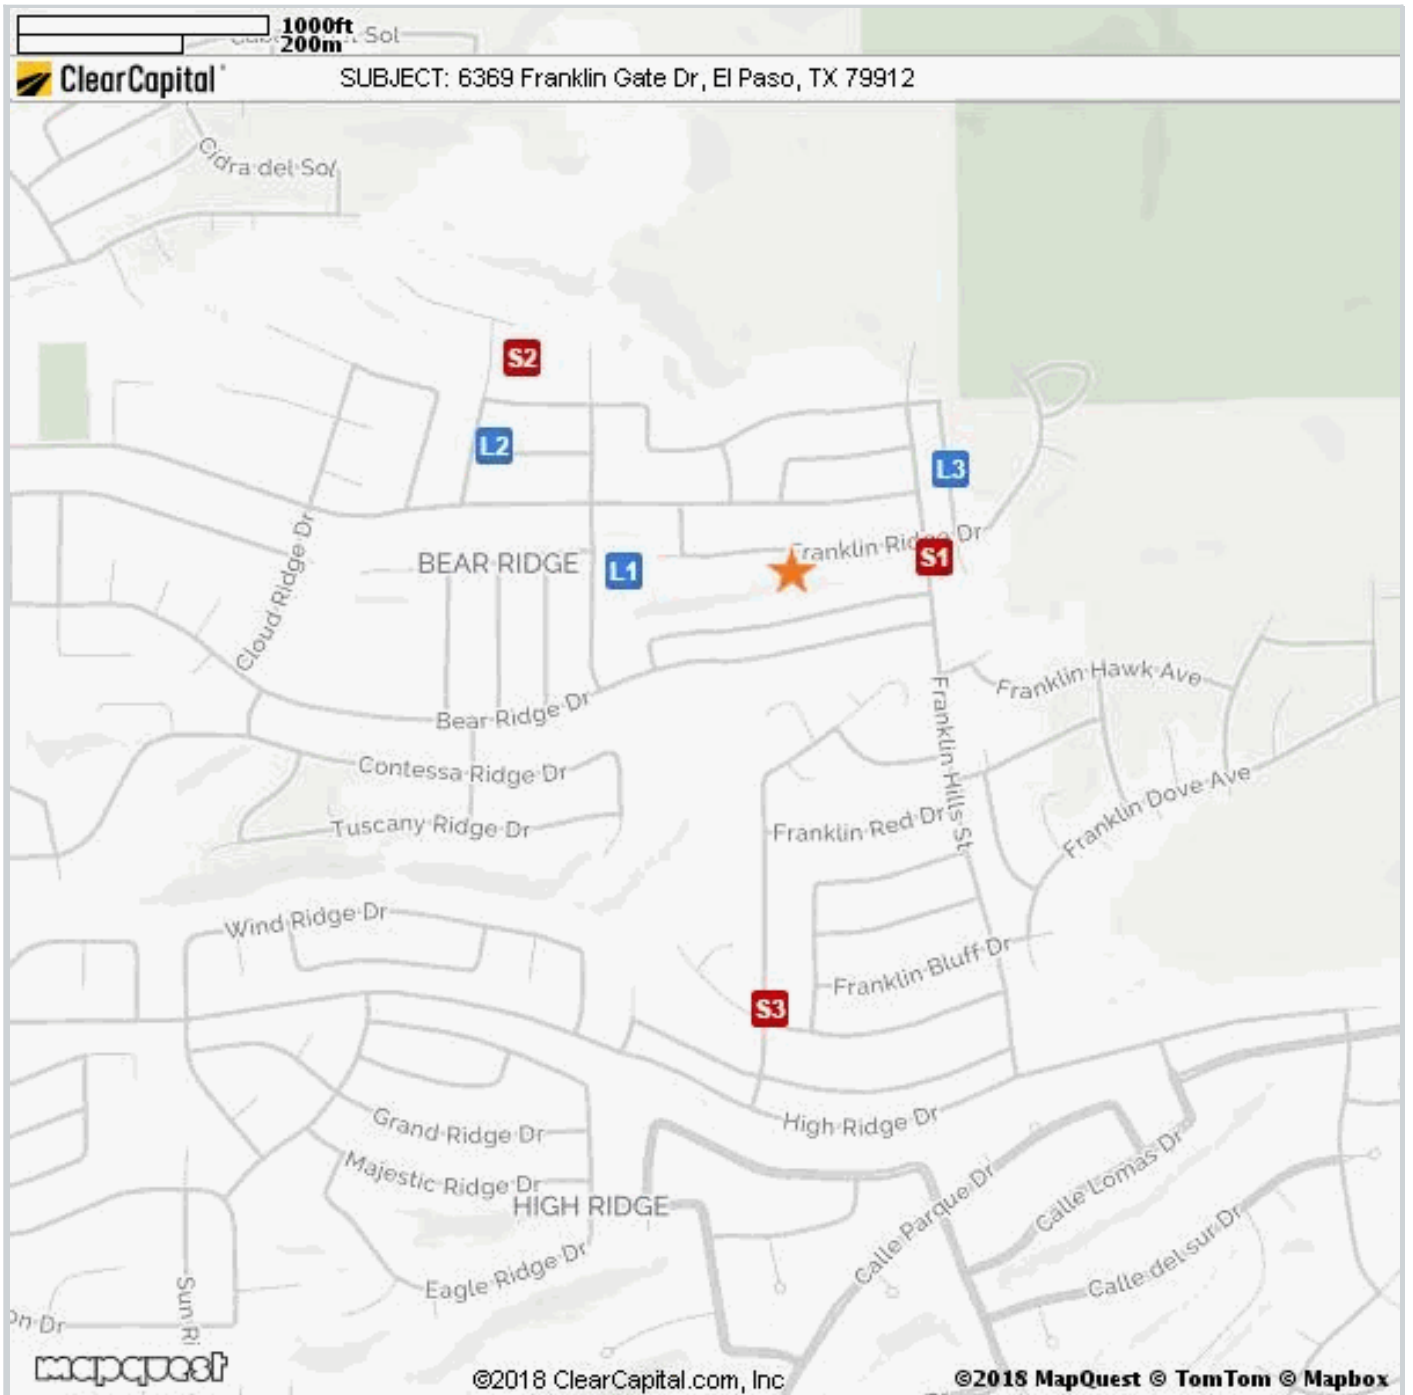 1000ft
200m
Sol
ClearCapital
SUBJECT: 6369 Franklin Gate Dr, El Paso, TX 79912
Cidra del Sol
S2
L2
L3
Franklin Ridge Dr
S1
BEAR RIDGE
L1
Cloud Ridge Dr
Franklin Hawk Ave
Bear Ridge Dr
Franklin Hills St
Contessa Ridge Dr
Franklin Dove Ave
Tuscany Ridge Dr
Franklin Red Dr
Wind Ridge Dr
Franklin Bluff Dr
S3
Grand Ridge Dr
High Ridge Dr
Majestic Ridge Dr
HIGH RIDGE
Calle Parque Dr
Calle Lomas Dr
Eagle Ridge Dr
Calle del sur Dr
Sun Ri
on Dr
mapquest
©2018 ClearCapital.com, Inc
©2018 MapQuest © TomTom © Mapbox